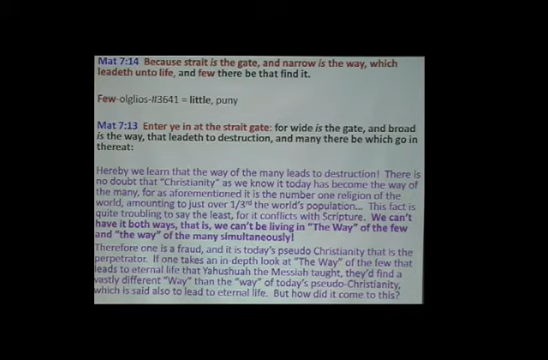 Mat 7:14 Because strait is the gate, and narrow is the way, which
leadeth unto life, and few there be that find it.
Few-olglios-#3641 = little, puny
Mat 7:13 Enter ye in at the strait gate: for wide is the gate, and broad
is the way, that leadeth to destruction, and many there be which go in
thereat:
Hereby we learn that the way of the many leads to destruction! There is
no doubt that "Christianity" as we know it today has become the way of
the many, for as aforementioned it is the number one religion of the
world, amounting to just over 1/3rd the world's population... This fact is
quite troubling to say the least, for it conflicts with Scripture. We can't
have it both ways, that is, we can't be living in "The Way" of the few
and "the way" of the many simultaneously!
Therefore one is a fraud, and it is today's pseudo Christianity that is the
perpetrator. If one takes an in-depth look at "The Way" of the few that
leads to eternal life that Yahushuah the Messiah taught, they'd find a
vastly different "Way" than the "way" of today's pseudo-Christianity,
which is said also to lead to eternal life. But how did it come to this?